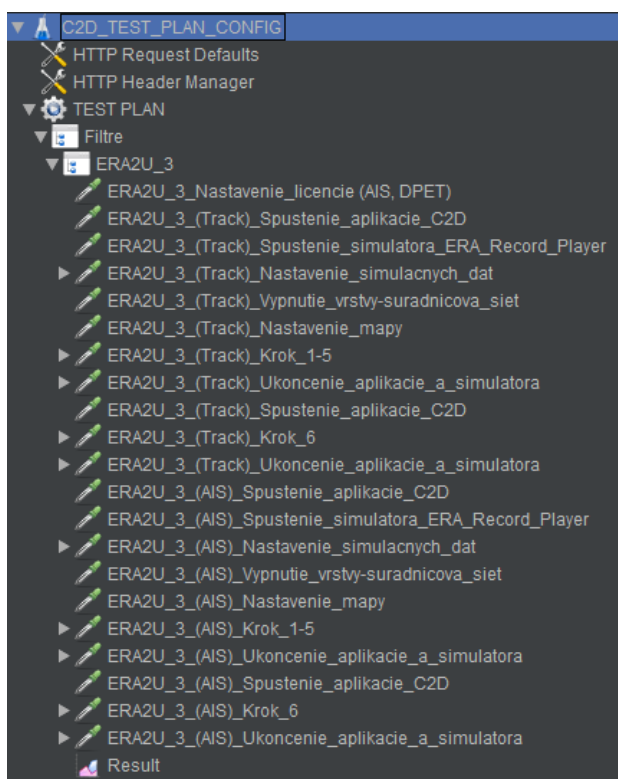 C2D_TEST_PLAN_CONFIG
HTTP Request Defaults
HTTP Header Manager
TEST PLAN
Filtre
ERA2U_3
ERA2U_3_Nastavenie_licencie (AIS, DPET)
ERA2U_3_(Track)_Spustenie_aplikacie_C2D
ERA2U_3_(Track)_Spustenie_simulatora_ERA_Record_Player
ERA2U_3_(Track)_Nastavenie_simulacnych_dat
ERA2U_3_(Track)_Vypnutie_vrstvy-suradnicova_siet
ERA2U_3_(Track)_Nastavenie_mapy
ERA2U_3_(Track)_Krok_1-5
ERA2U_3_(Track)_Ukoncenie_aplikacie_a_simulatora
ERA2U_3_(Track)_Spustenie_aplikacie_C2D
ERA2U_3_(Track)_Krok_6
ERA2U_3_(Track)_Ukoncenie_aplikacie_a_simulatora
ERA2U_3_(AIS)_Spustenie_aplikacie_C2D
ERA2U_3_(AIS)_Spustenie_simulatora_ERA_Record_Player
ERA2U_3_(AIS)_Nastavenie_simulacnych_dat
ERA2U_3_(AIS)_Vypnutie_vrstvy-suradnicova_siet
ERA2U_3_(AIS)_Nastavenie_mapy
ERA2U_3_(AIS)_Krok_1-5
ERA2U_3_(AIS)_Ukoncenie_aplikacie_a_simulatora
ERA2U_3_(AIS)_Spustenie_aplikacie_C2D
ERA2U_3_(AIS)_Krok_6
ERA2U_3_(AIS)_Ukoncenie_aplikacie_a_simulatora
Result